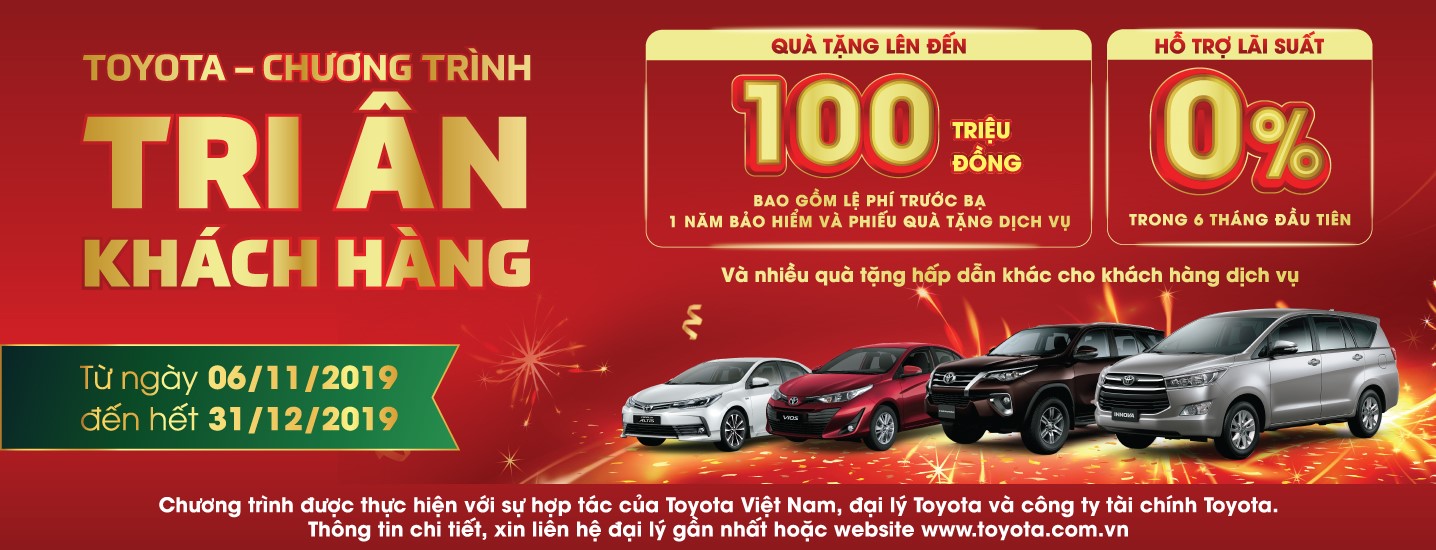 TOYOTA – CHƯƠNG TRÌNH
TRI ÂN
KHÁCH HÀNG
Từ ngày 06/11/2019
đến hết 31/12/2019
QUÀ TẶNG LÊN ĐẾN
100 TRIỆU ĐỒNG
BAO GỒM LỆ PHÍ TRƯỚC BẠ
1 NĂM BẢO HIỂM VÀ PHIẾU QUÀ TẶNG DỊCH VỤ
HỖ TRỢ LÃI SUẤT
0%
TRONG 6 THÁNG ĐẦU TIÊN
Và nhiều quà tặng hấp dẫn khác cho khách hàng dịch vụ
ALTIS
VIOS
INNOVA
Chương trình được thực hiện với sự hợp tác của Toyota Việt Nam, đại lý Toyota và công ty tài chính Toyota.
Thông tin chi tiết, xin liên hệ đại lý gần nhất hoặc website www.toyota.com.vn